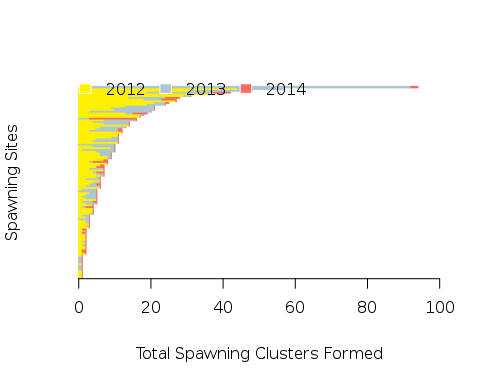 2012 2013 2014
Spawning Sites
0 20 40 60 80 100
Total Spawning Clusters Formed